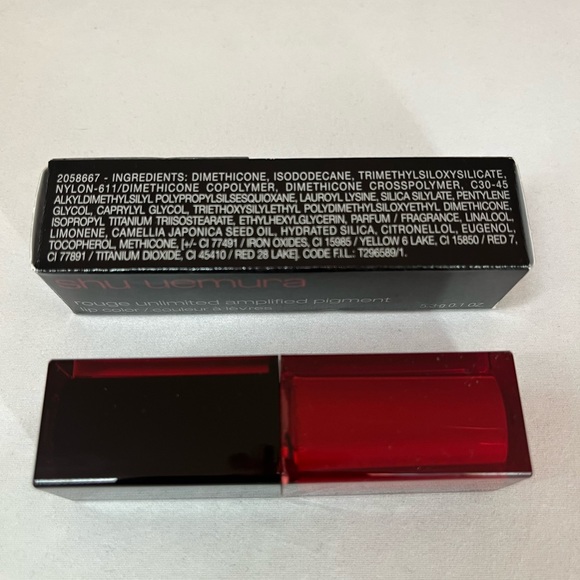 2058667 - INGREDIENTS: DIMETHICONE, ISODODECANE, TRIMETHYLSILOXYSILICATE,
NYLON-611/DIMETHICONE COPOLYMER, DIMETHICONE CROSSPOLYMER, C30-45
ALKYLDIMETHYLSILYL POLYPROPYLSILSESQUIOXANE, LAUROYL LYSINE, SILICA SILYLATE, PENTYLENE
GLYCOL, CAPRYLYL GLYCOL, TRIETHOXYSILYLETHYL POLYDIMETHYLSILOXYETHYL DIMETHICONE,
ISOPROPYL TITANIUM TRIISOSTEARATE, ETHYLHEXYLGLYCERIN, PARFUM / FRAGRANCE, LINALOOL,
LIMONENE, CAMELLIA JAPONICA SEED OIL, HYDRATED SILICA, CITRONELLOL, EUGENOL,
TOCOPHEROL, METHICONE, [+/- CI 77491 / IRON OXIDES, CI 15985 / YELLOW 6 LAKE, CI 15850 / RED 7,
CI 77891 / TITANIUM DIOXIDE, CI 45410 / RED 28 LAKE]. CODE F.I.L.: T296589/1.
shu uemura
rouge unlimited amplified pigment
lip color / couleur à lèvres